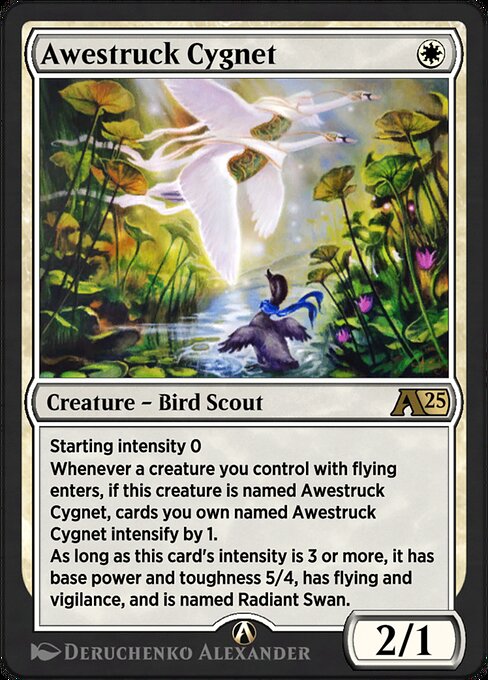 Awestruck Cygnet
Creature – Bird Scout
A25
Starting intensity 0
Whenever a creature you control with flying
enters, if this creature is named Awestruck
Cygnet, cards you own named Awestruck
Cygnet intensify by 1.
As long as this card's intensity is 3 or more, it has
base power and toughness 5/4, has flying and
vigilance, and is named Radiant Swan.
2/1
Deruchenko Alexander